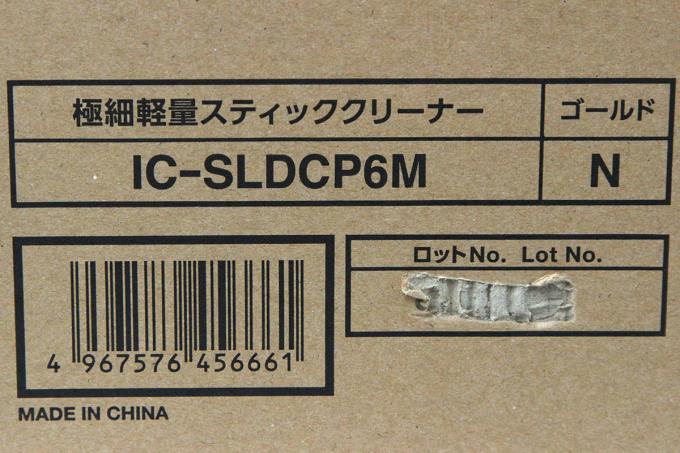 極細軽量スティッククリーナー ゴールド
IC-SLDCP6M N
ロットNo. Lot No.
4 967576 456661
MADE IN CHINA